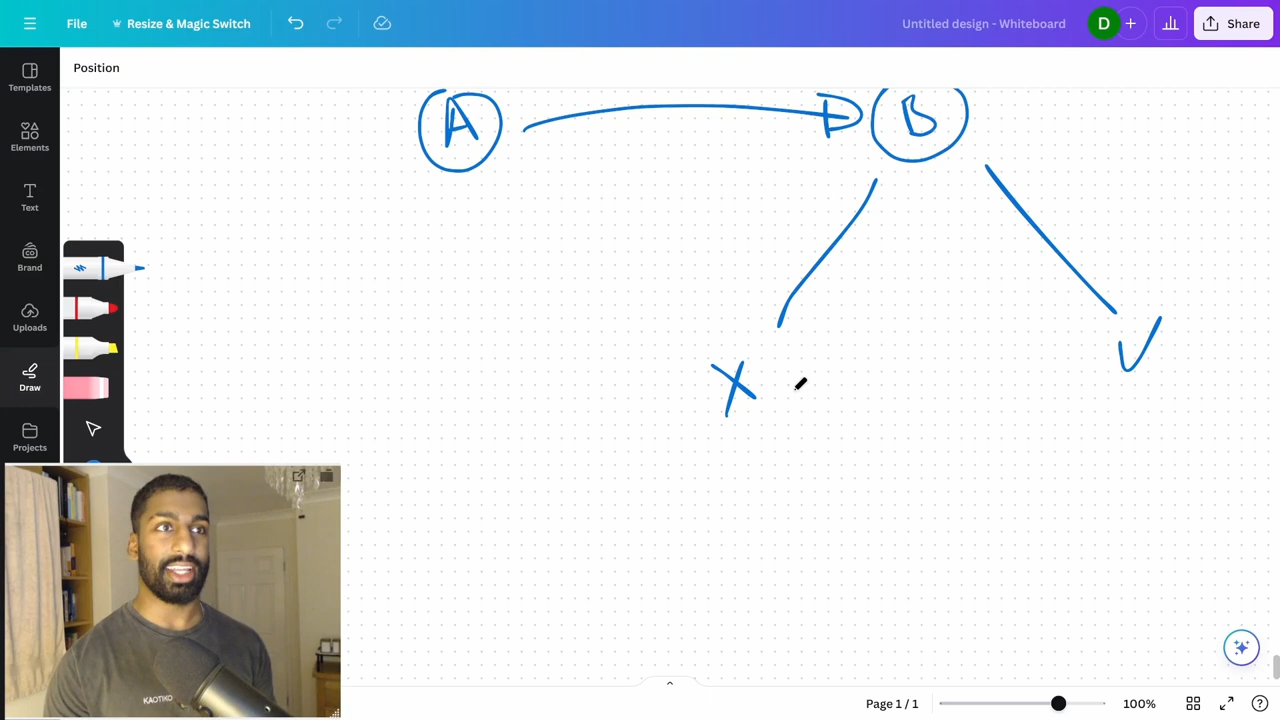 File
Resize & Magic Switch
Untitled design - Whiteboard
D
+
Share
Templates
Position
Elements
Text
Brand
Uploads
Draw
Projects
A
B
X
KAOTIKO
Page 1 / 1
100%
?